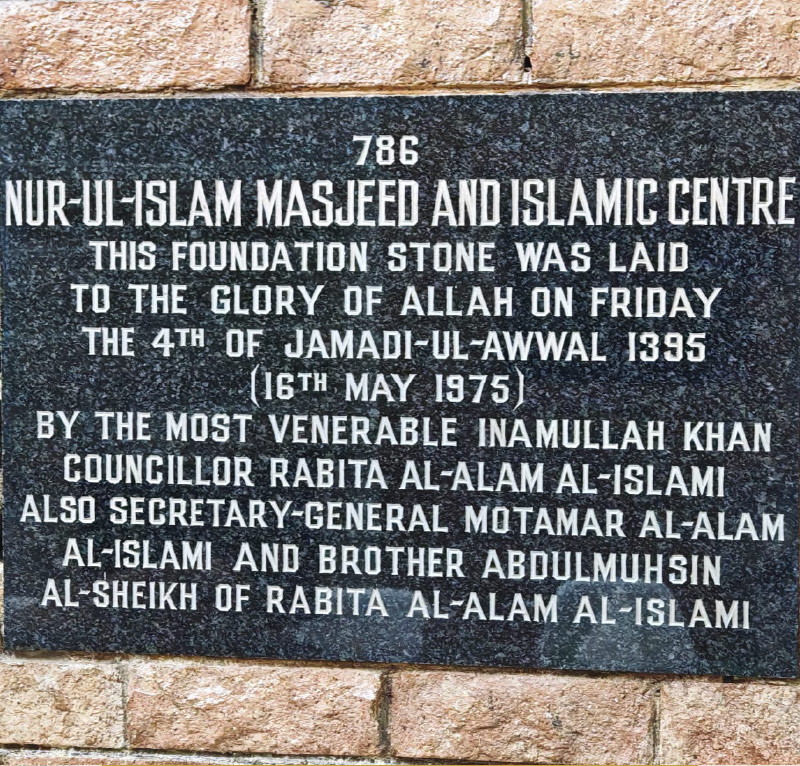 786
NUR-UL-ISLAM MASJEED AND ISLAMIC CENTRE
THIS FOUNDATION STONE WAS LAID
TO THE GLORY OF ALLAH ON FRIDAY
THE 4TH OF JAMADI-UL-AWWAL 1395
(16TH MAY 1975)
BY THE MOST VENERABLE INAMULLAH KHAN
COUNCILLOR RABITA AL-ALAM AL-ISLAMI
ALSO SECRETARY-GENERAL MOTAMAR AL-ALAM
AL-ISLAMI AND BROTHER ABDULMUHSIN
AL-SHEIKH OF RABITA AL-ALAM AL-ISLAMI